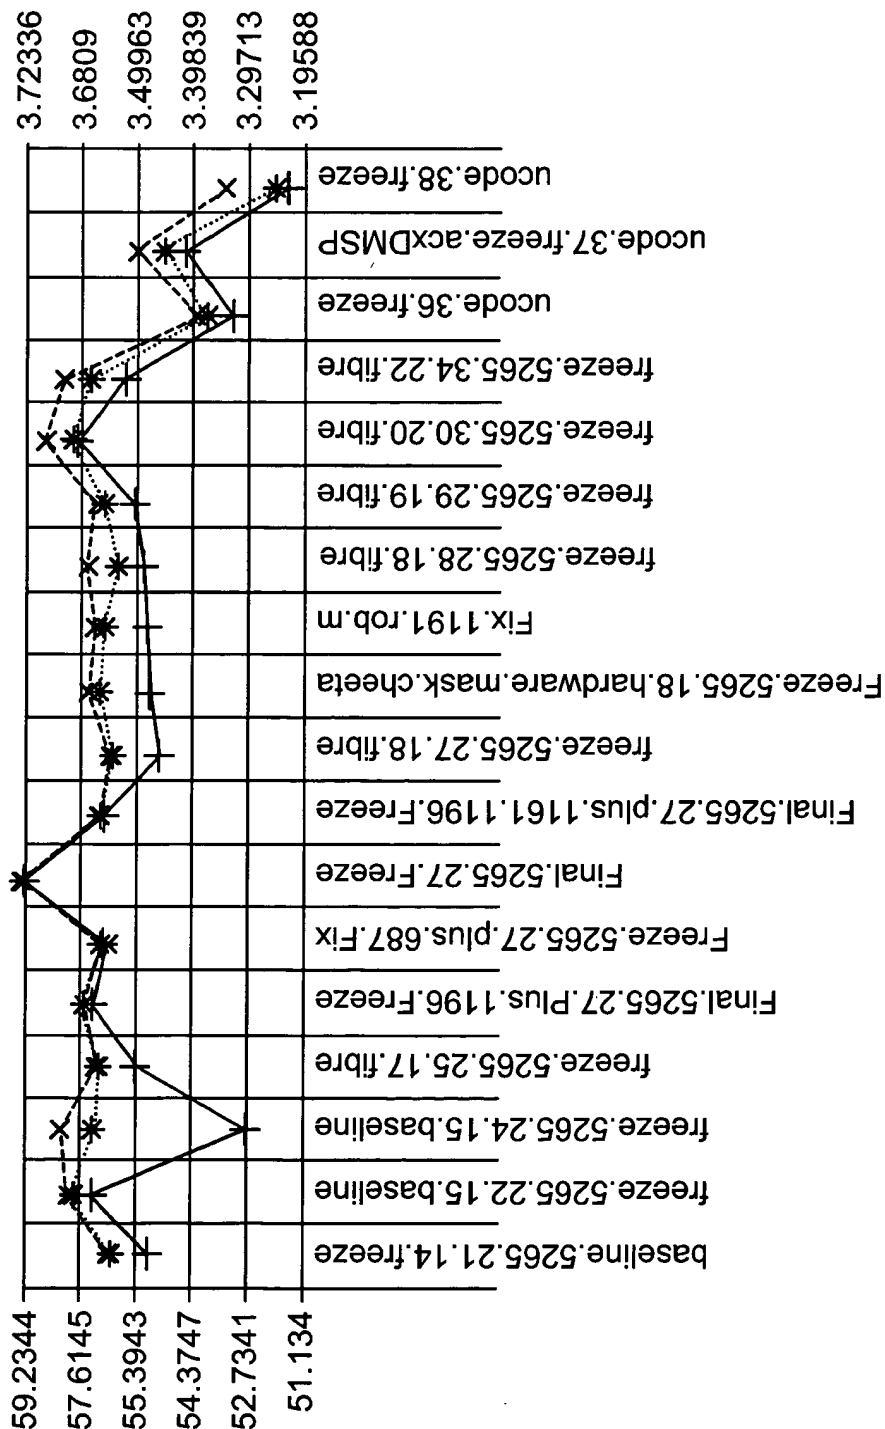 3.72336
3.6809
3.49963
3.39839
3.29713
3.19588
ucode.38.freeze
ucode.37.freeze.acxDMSP
ucode.36.freeze
freeze.5265.34.22.fibre
freeze.5265.30.20.fibre
freeze.5265.29.19.fibre
freeze.5265.28.18.fibre
Fix.1191.rob.m
Freeze.5265.18.hardware.mask.cheeta
freeze.5265.27.18.fibre
Final.5265.27.plus.1161.1196.Freeze
Final.5265.27.Freeze
Freeze.5265.27.plus.687.Fix
Final.5265.27.Plus.1196.Freeze
freeze.5265.25.17.fibre
freeze.5265.24.15.baseline
freeze.5265.22.15.baseline
baseline.5265.21.14.freeze
59.2344
57.6145
55.3943
54.3747
52.7341
51.134